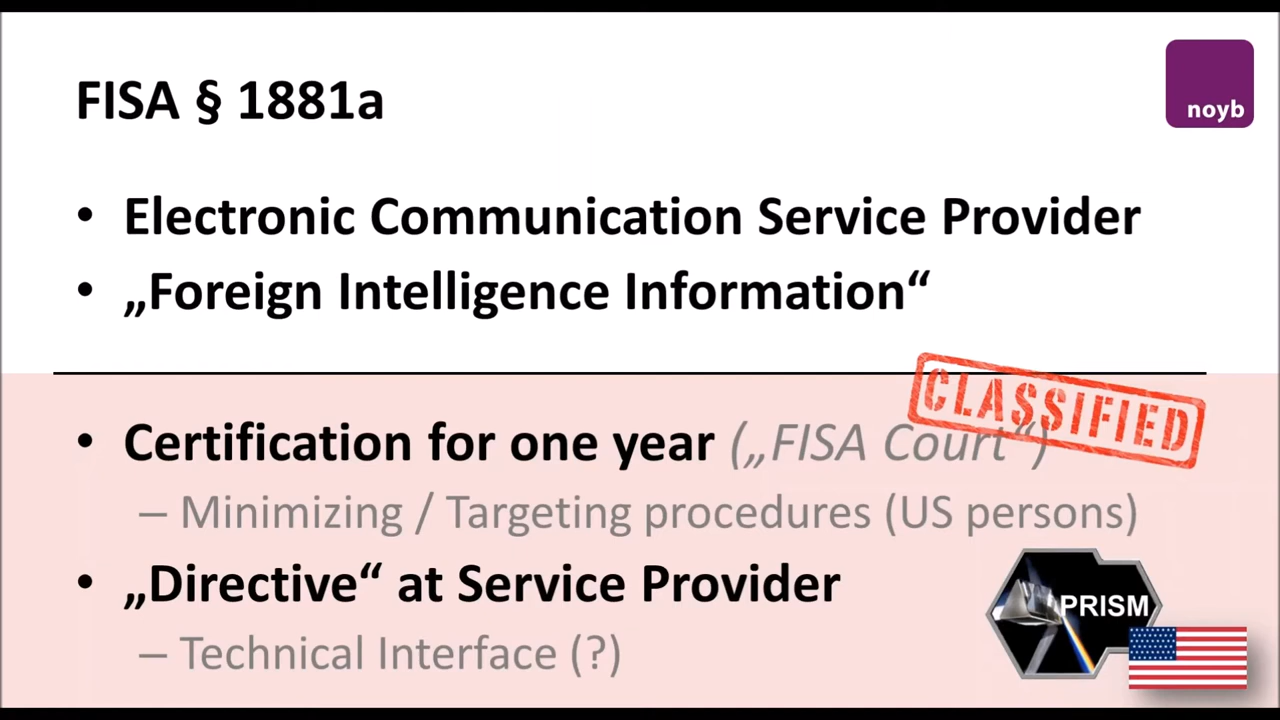 FISA § 1881a
noyb
• Electronic Communication Service Provider
• „Foreign Intelligence Information“
CLASSIFIED
• Certification for one year („FISA Court“)
– Minimizing / Targeting procedures (US persons)
• „Directive“ at Service Provider
PRISM
– Technical Interface (?)